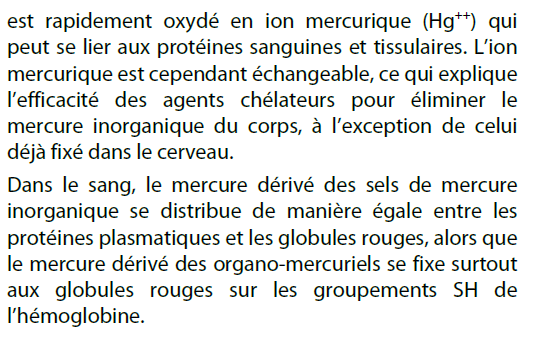 est rapidement oxydé en ion mercurique (Hg⁺⁺) qui
peut se lier aux protéines sanguines et tissulaires. L’ion
mercurique est cependant échangeable, ce qui explique
l’efficacité des agents chélateurs pour éliminer le
mercure inorganique du corps, à l’exception de celui
déjà fixé dans le cerveau.
Dans le sang, le mercure dérivé des sels de mercure
inorganique se distribue de manière égale entre les
protéines plasmatiques et les globules rouges, alors que
le mercure dérivé des organo-mercuriels se fixe surtout
aux globules rouges sur les groupements SH de
l’hémoglobine.